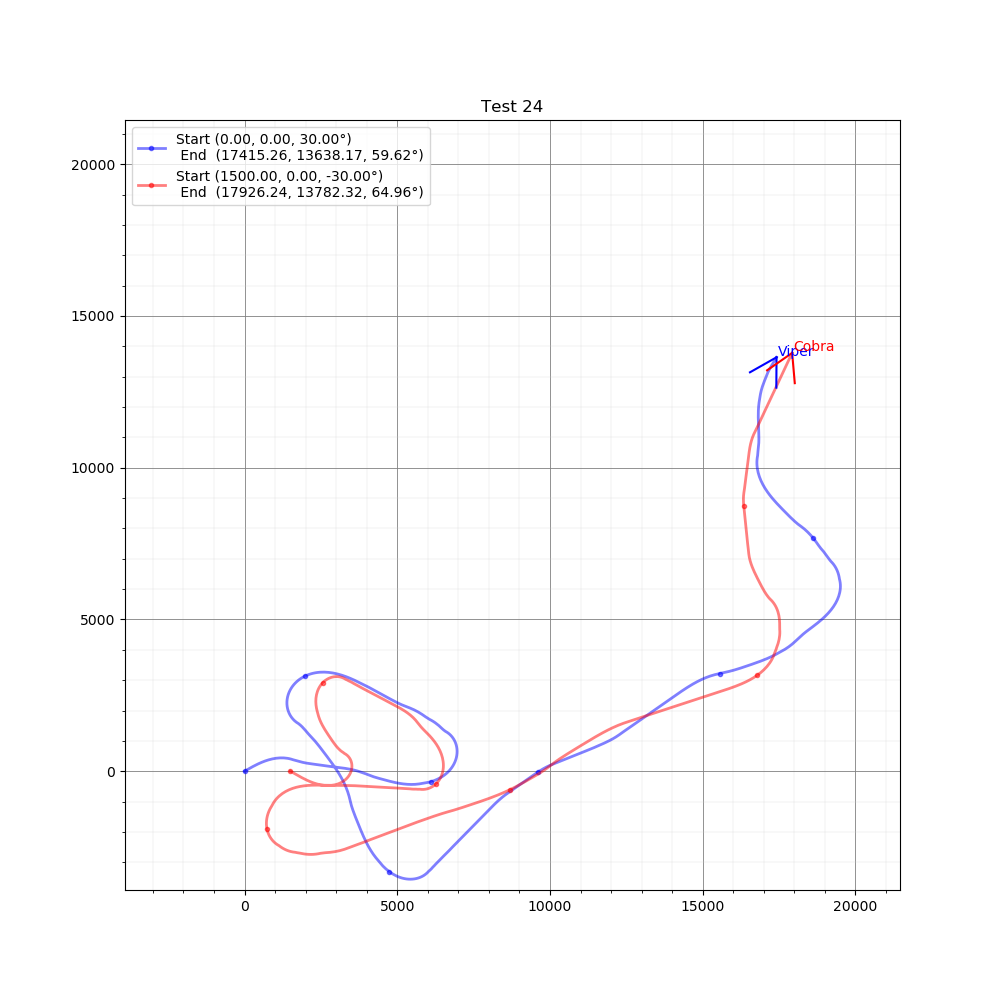 Test 24
Start (0.00, 0.00, 30.00°)
End (17415.26, 13638.17, 59.62°)
Start (1500.00, 0.00, -30.00°)
End (17926.24, 13782.32, 64.96°)
20000
15000
10000
5000
0
Viper
Cobra
0 5000 10000 15000 20000